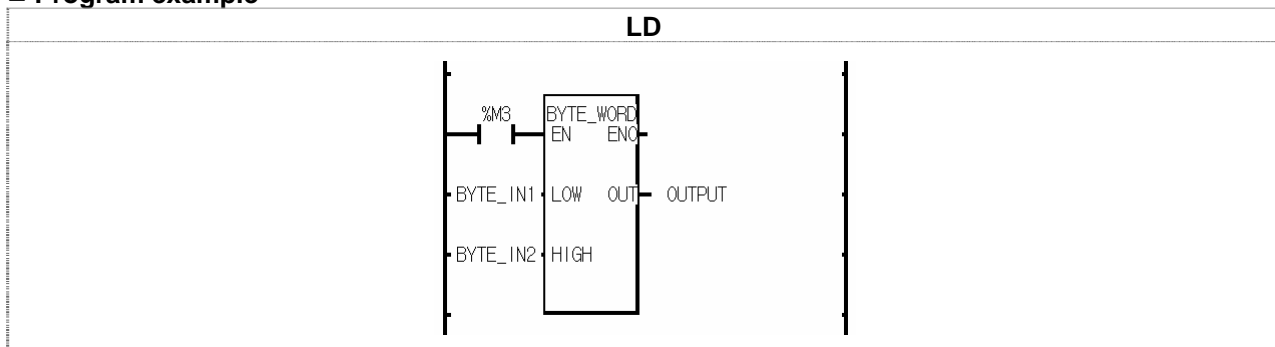 ■ Program example
LD
%M3
BYTE_WORD
EN ENO
BYTE_IN1 LOW OUT OUTPUT
BYTE_IN2 HIGH